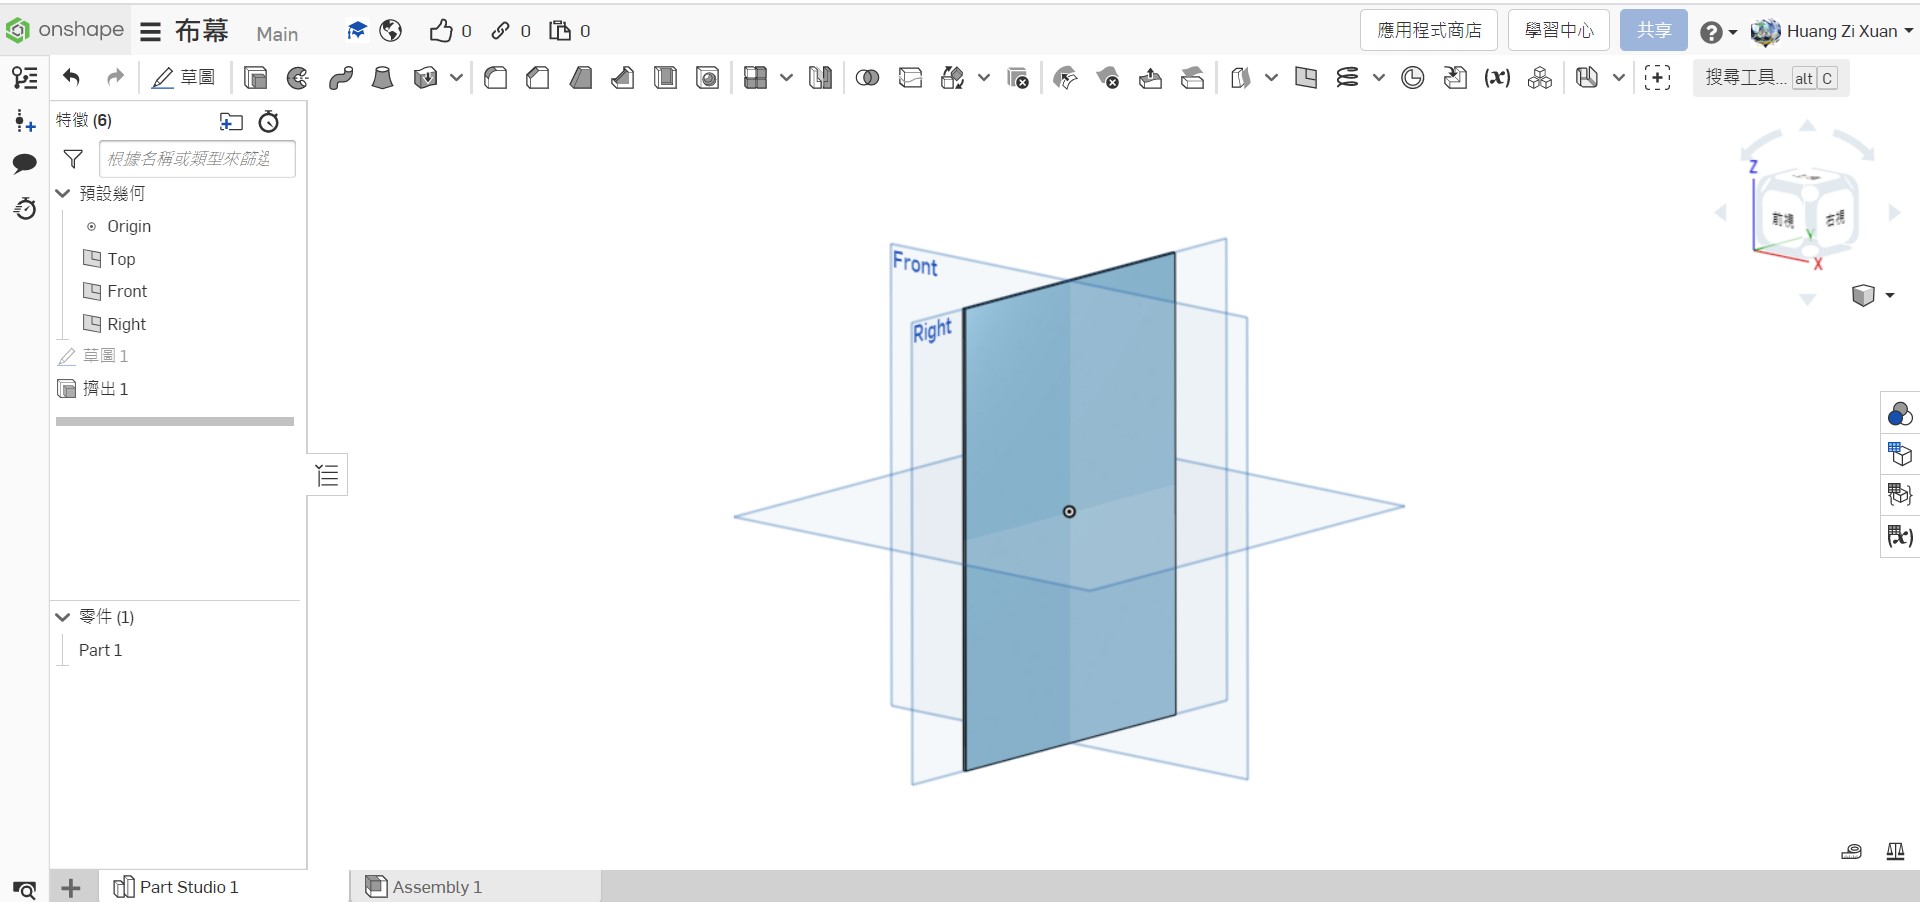 onshape 布幕 Main 0 0 0 應用程式商店 學習中心 共享 Huang Zi Xuan
草圖 搜尋工具... alt C
特徵 (6)
根據名稱或類型來篩選
預設幾何
Origin
Top
Front
Right
草圖 1
擠出 1
零件 (1)
Part 1
Front
Right
Z
前視 右視
Y
X
Part Studio 1 Assembly 1